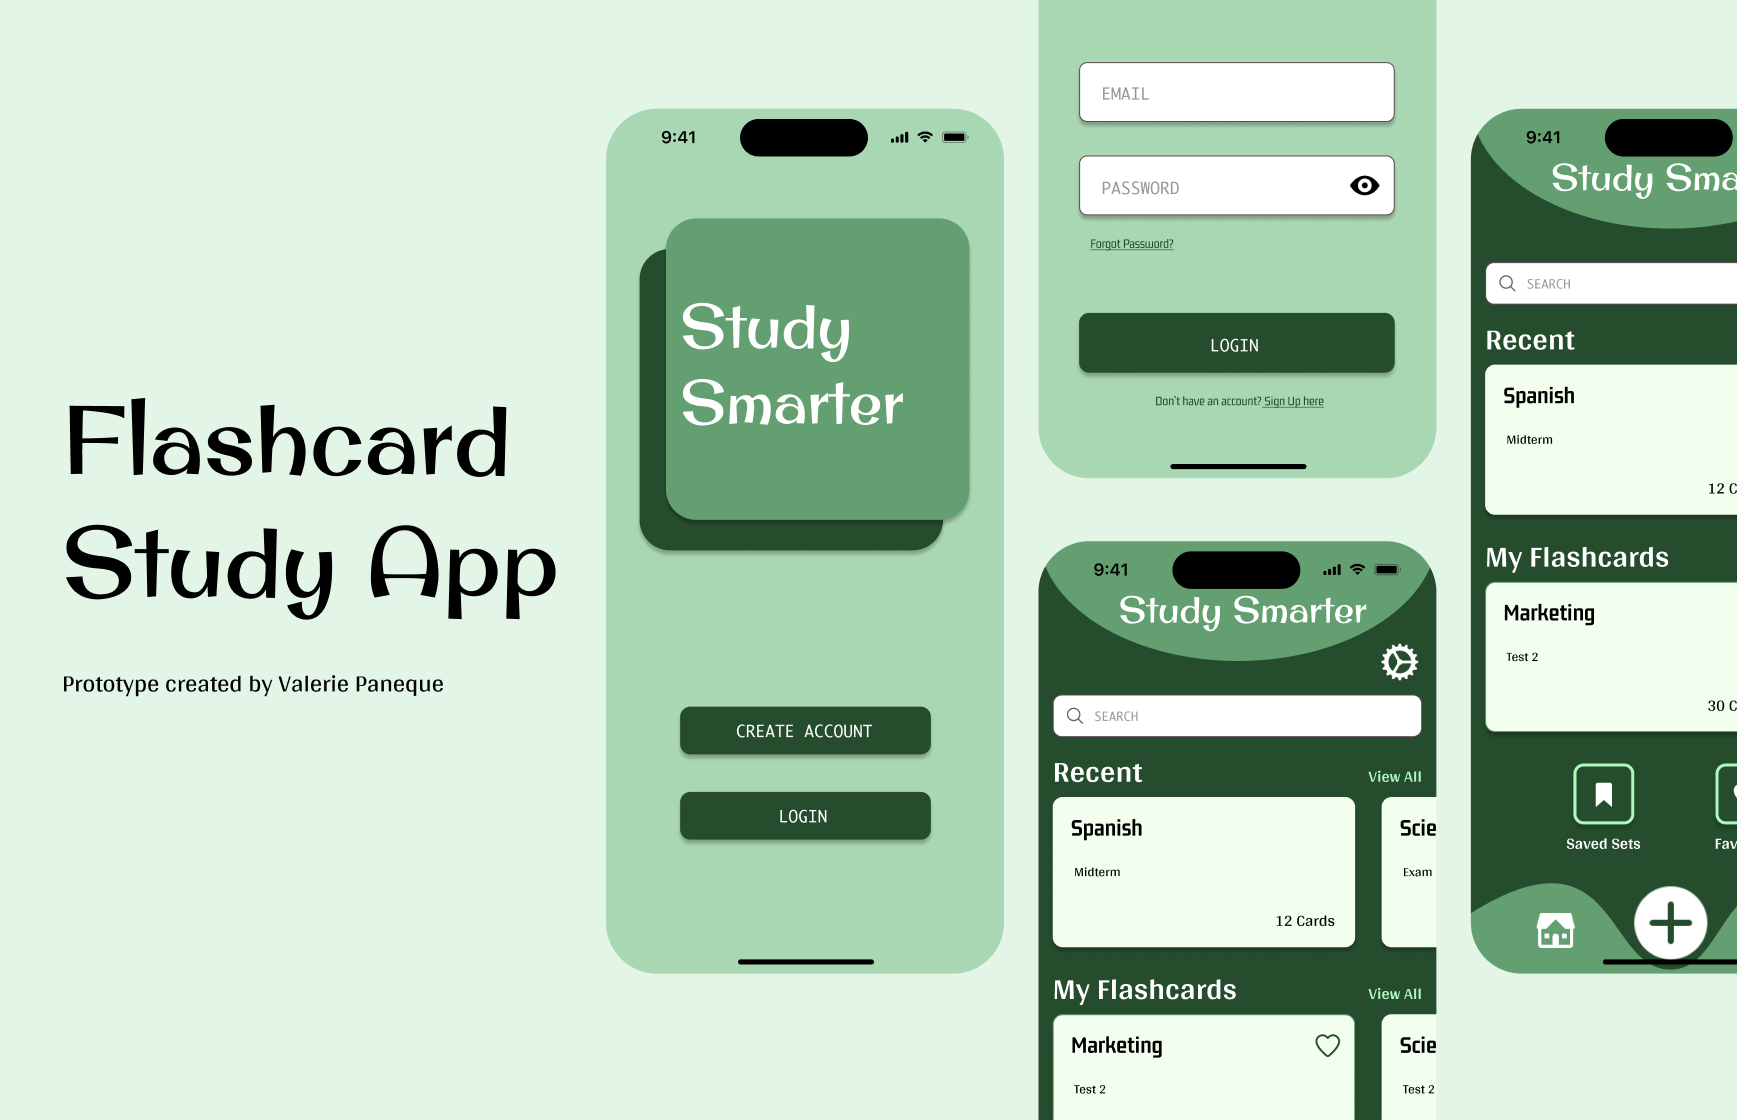 Flashcard
Study App
Prototype created by Valerie Paneque
9:41
Study
Smarter
CREATE ACCOUNT
LOGIN
EMAIL
PASSWORD
Forgot Password?
LOGIN
Don't have an account? Sign Up here
9:41
Study Smarter
SEARCH
Recent
View All
Spanish
Midterm
12 Cards
Scie
Exam
My Flashcards
View All
Marketing
Test 2
Scie
Test 2
9:41
Study Sma
SEARCH
Recent
Spanish
Midterm
12 C
My Flashcards
Marketing
Test 2
30 C
Saved Sets
Fav